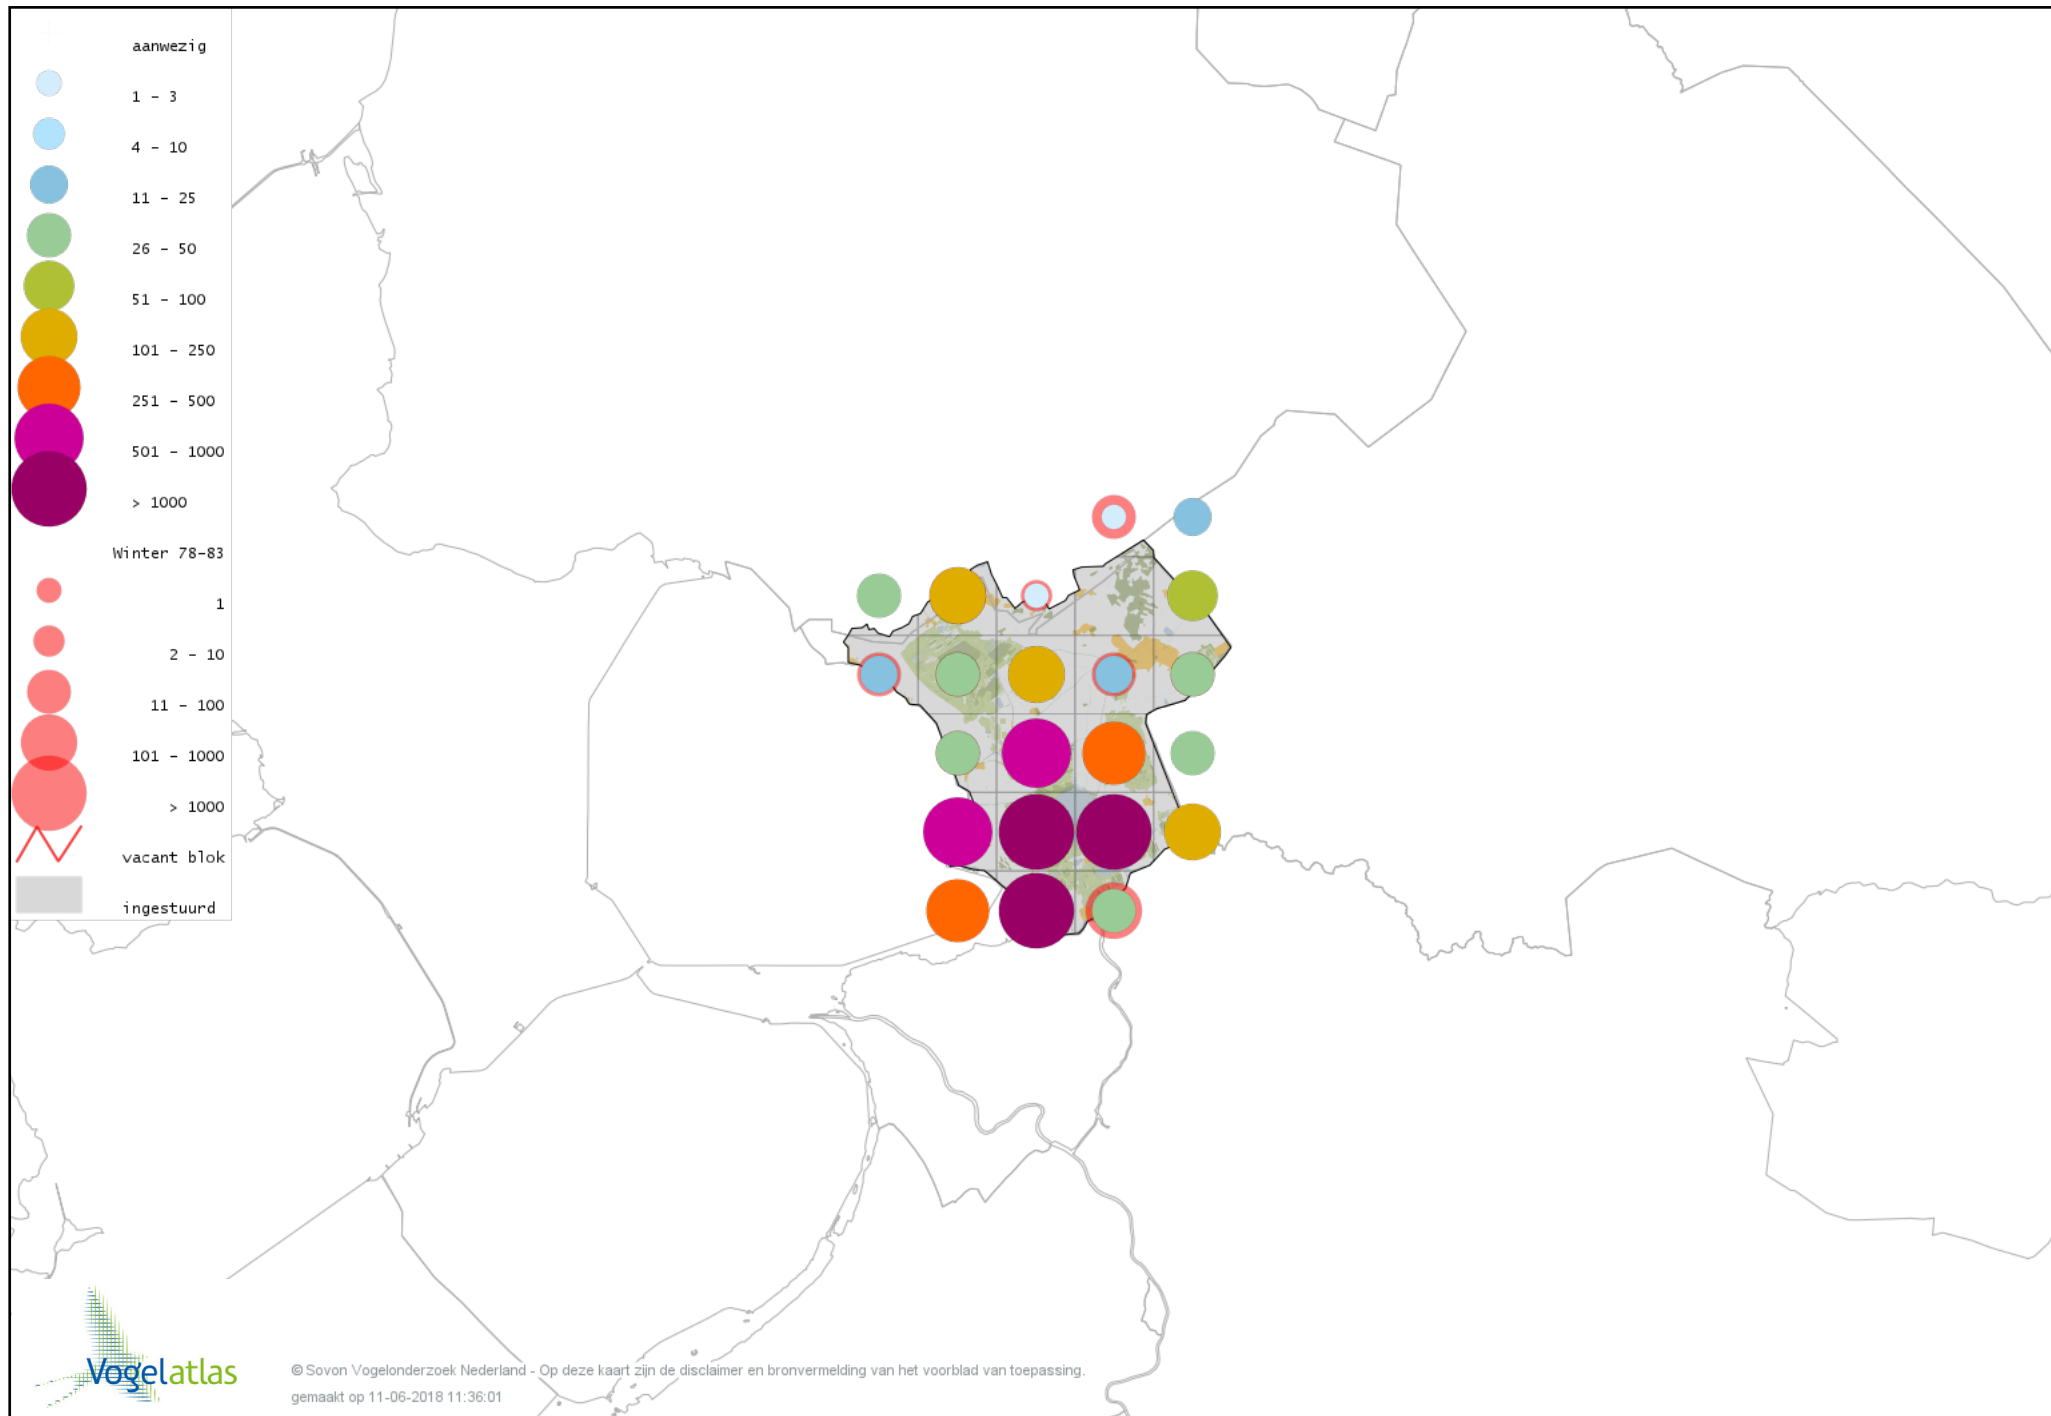 aanwezig
1 - 3
4 - 10
11 - 25
26 - 50
51 - 100
101 - 250
251 - 500
501 - 1000
> 1000
Winter 78-83
1
2 - 10
11 - 100
101 - 1000
> 1000
vacant blok
ingestuurd
Vogelatlas
© Sovon Vogelonderzoek Nederland - Op deze kaart zijn de disclaimer en bronvermelding van het voorblad van toepassing.
gemaakt op 11-06-2018 11:36:01